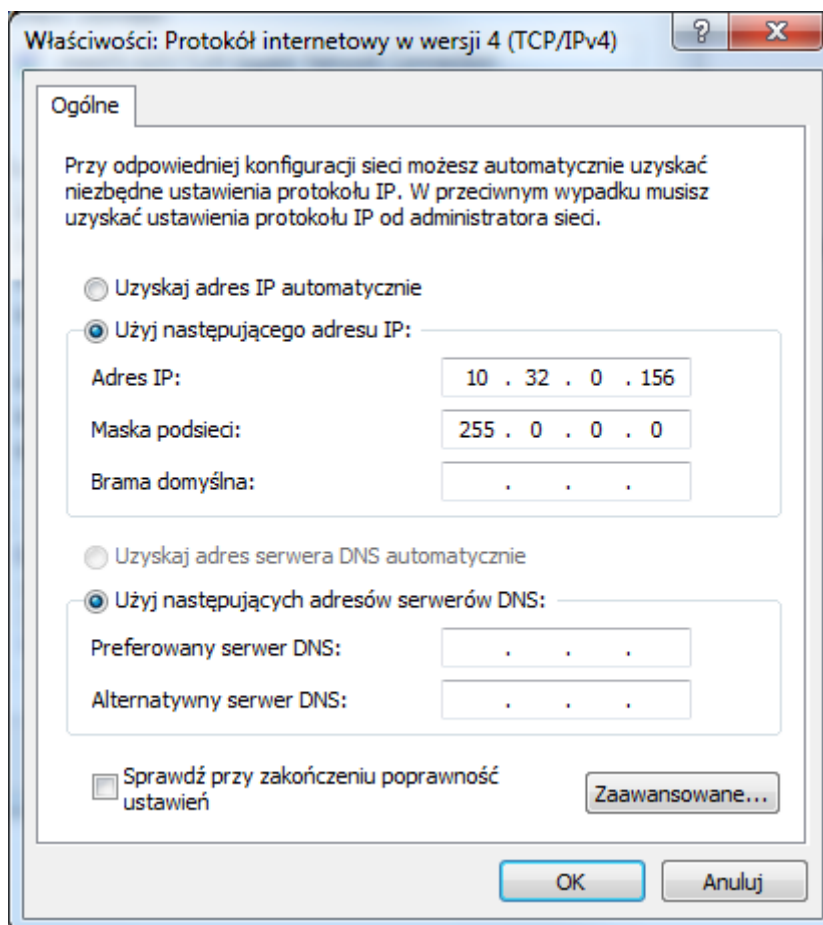 Właściwości: Protokół internetowy w wersji 4 (TCP/IPv4)
?
Ogólne
Przy odpowiedniej konfiguracji sieci możesz automatycznie uzyskać
niezbędne ustawienia protokołu IP. W przeciwnym wypadku musisz
uzyskać ustawienia protokołu IP od administratora sieci.
Uzyskaj adres IP automatycznie
Użyj następującego adresu IP:
Adres IP: 10 . 32 . 0 . 156
Maska podsieci: 255 . 0 . 0 . 0
Brama domyślna: . . .
Uzyskaj adres serwera DNS automatycznie
Użyj następujących adresów serwerów DNS:
Preferowany serwer DNS: . . .
Alternatywny serwer DNS: . . .
Sprawdź przy zakończeniu poprawność
ustawień
Zaawansowane...
OK Anuluj